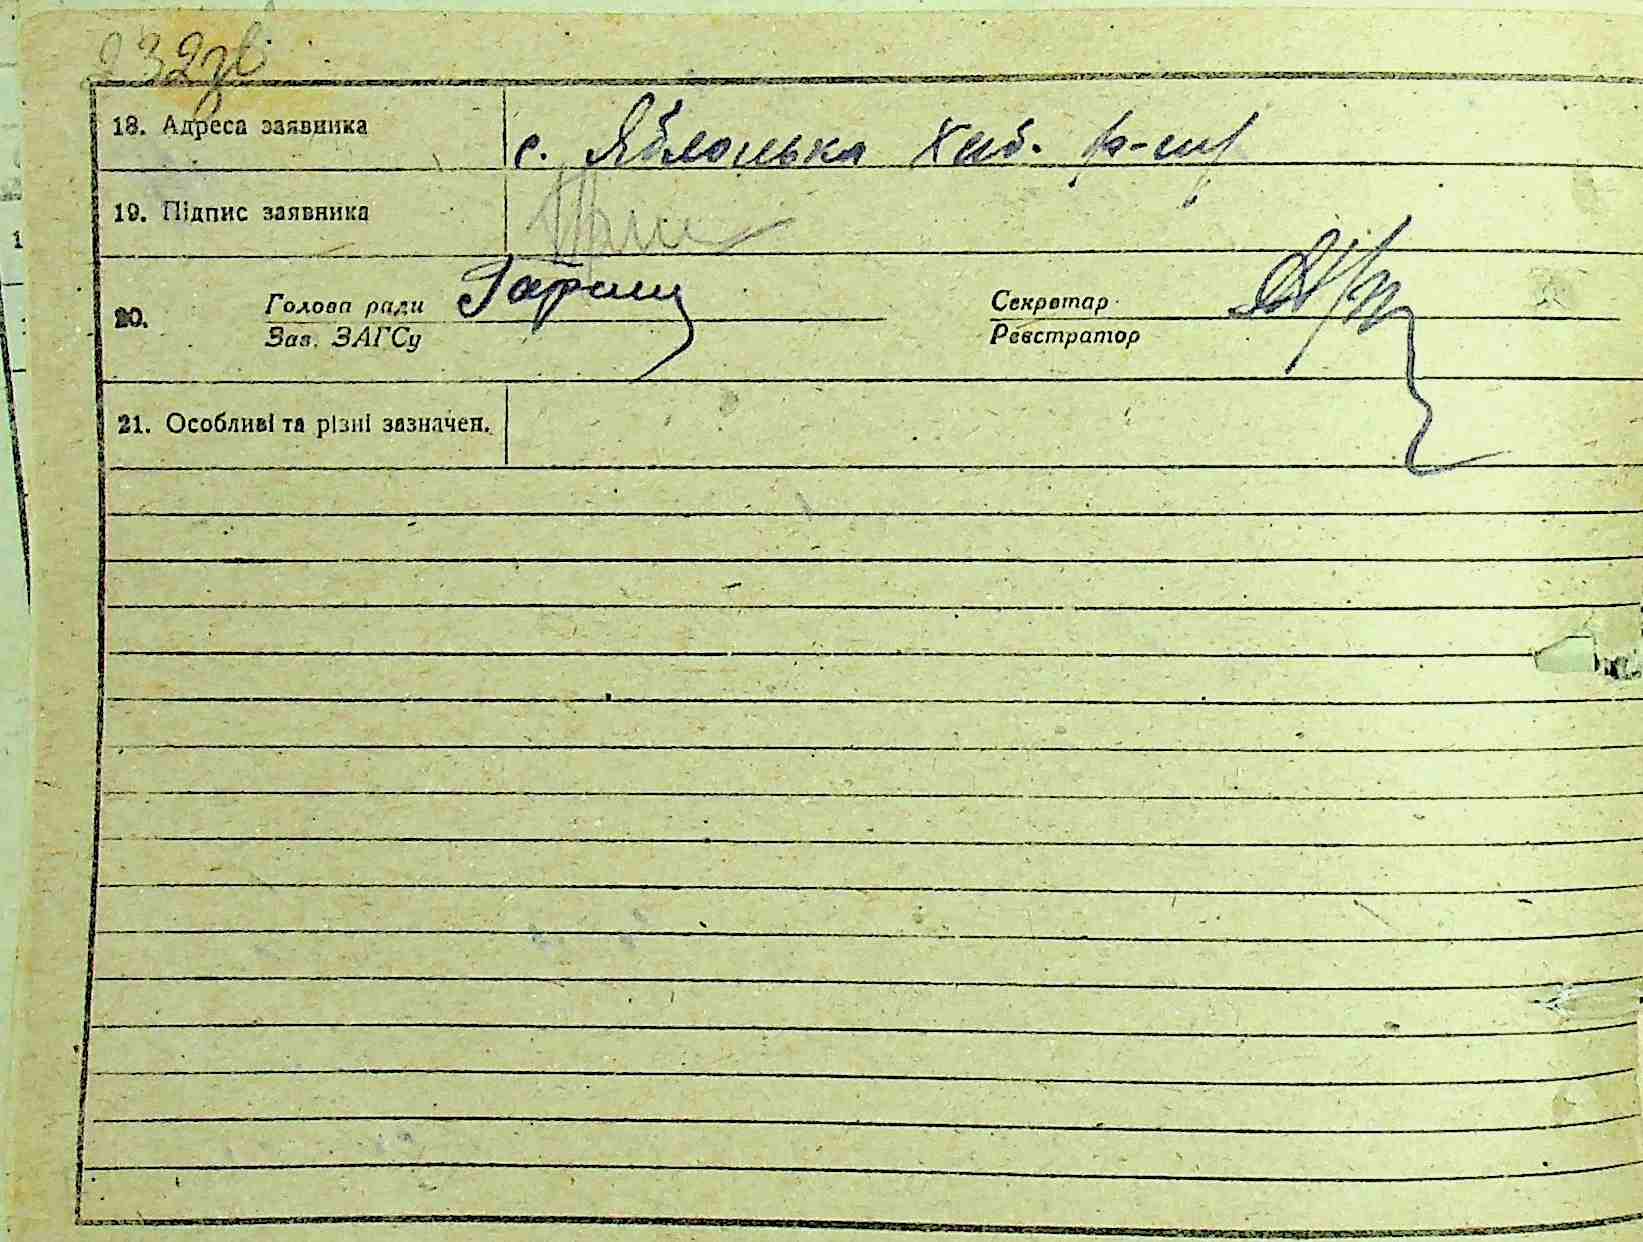 232зв
18. Адреса заявника с. Яблонька Хаб. р-ну
19. Підпис заявника
20. Голова ради Секретар
Зав. ЗАГСу Реєстратор
21. Особливі та різні зазначен.